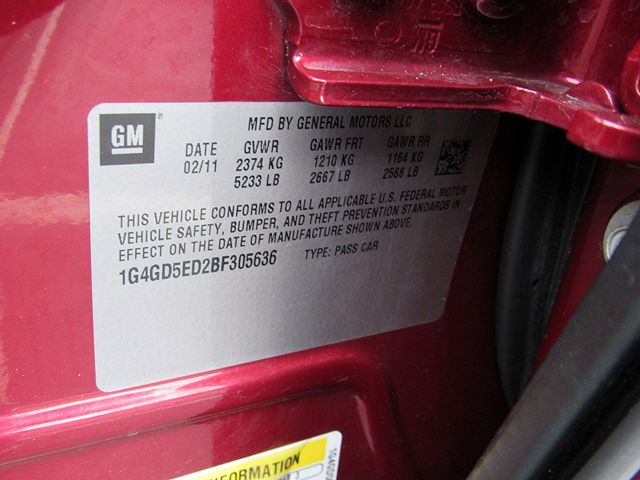 GM
MFD BY GENERAL MOTORS LLC
DATE GVWR GAWR FRT GAWR RR
02/11 2374 KG 1210 KG 1164 KG
5233 LB 2667 LB 2566 LB
THIS VEHICLE CONFORMS TO ALL APPLICABLE U.S. FEDERAL MOTOR
VEHICLE SAFETY, BUMPER, AND THEFT PREVENTION STANDARDS IN
EFFECT ON THE DATE OF MANUFACTURE SHOWN ABOVE.
1G4GD5ED2BF305636 TYPE: PASS CAR
GM
FORMATION